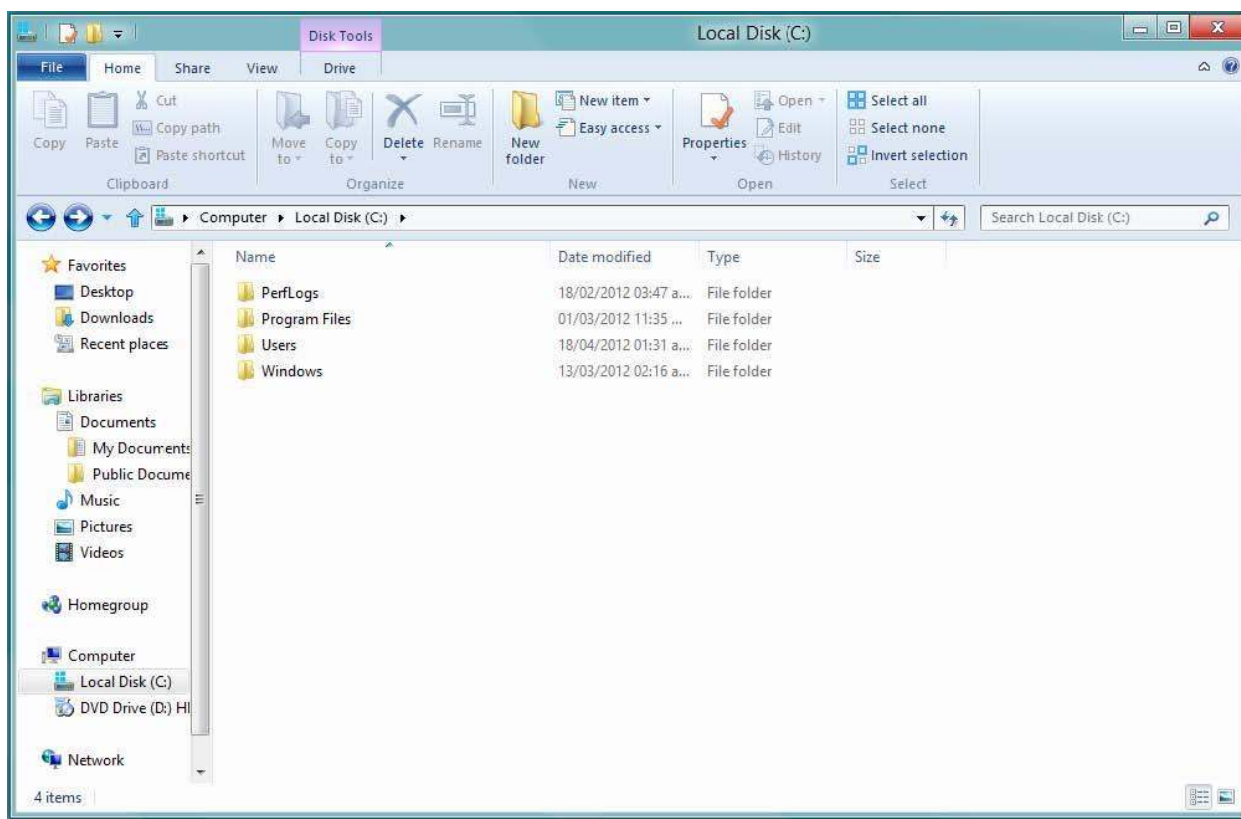 Disk Tools
Local Disk (C:)
File Home Share View Drive
Copy
Paste
Cut
Copy path
Paste shortcut
Clipboard
Move to
Copy to
Delete
Rename
Organize
New folder
New item
Easy access
New
Properties
Open
Edit
History
Open
Select all
Select none
Invert selection
Select
Computer Local Disk (C:)
Search Local Disk (C:)
Favorites
Desktop
Downloads
Recent places
Libraries
Documents
My Documents
Public Docume
Music
Pictures
Videos
Homegroup
Computer
Local Disk (C:)
DVD Drive (D:) HI
Network
Name Date modified Type Size
PerfLogs 18/02/2012 03:47 a... File folder
Program Files 01/03/2012 11:35 ... File folder
Users 18/04/2012 01:31 a... File folder
Windows 13/03/2012 02:16 a... File folder
4 items